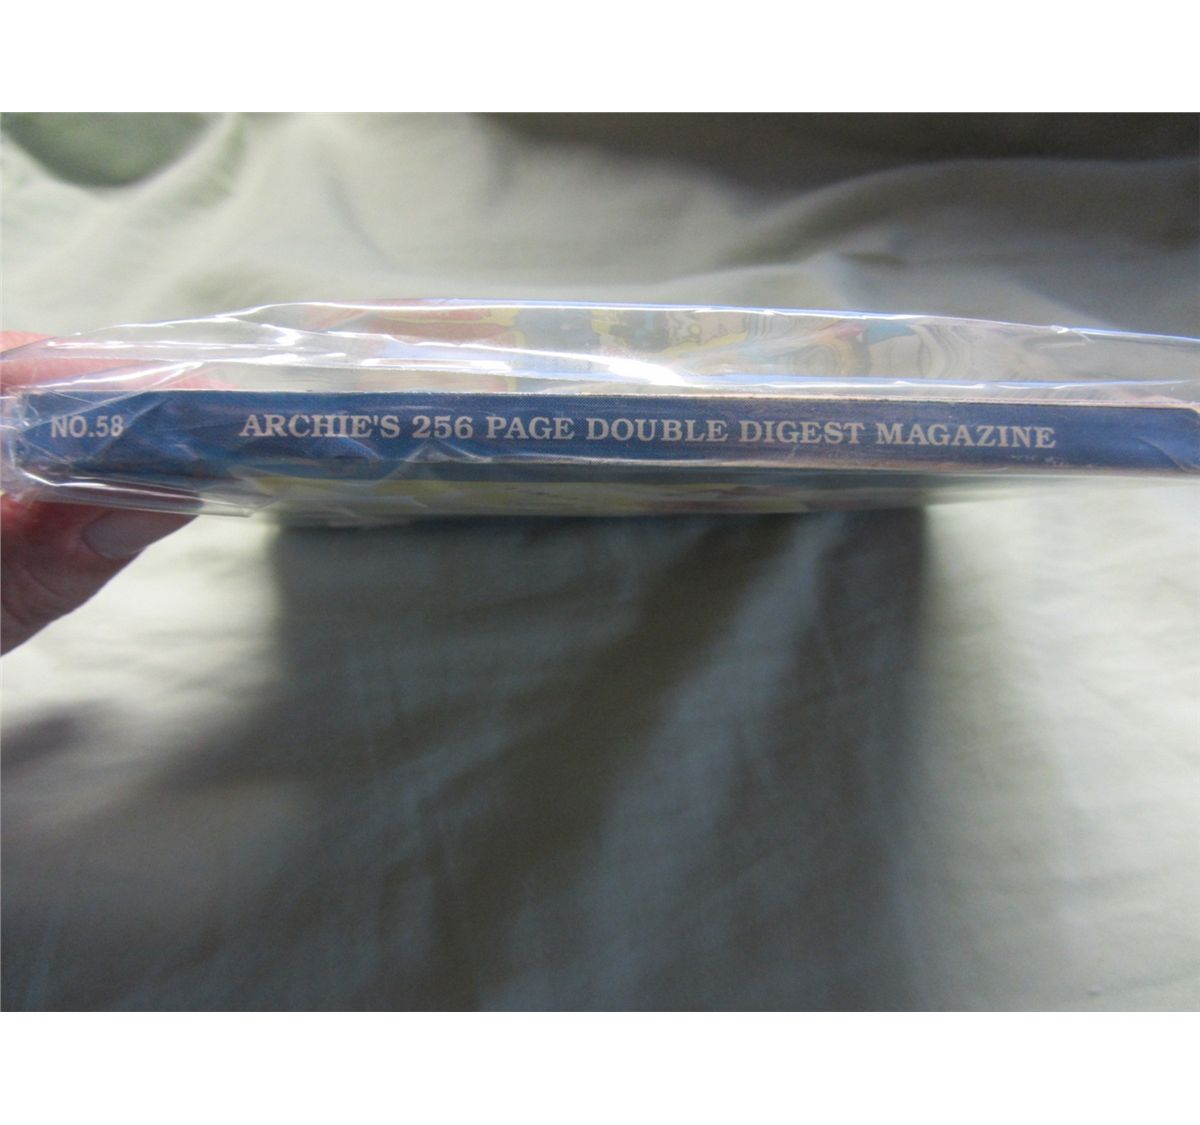 NO.58 ARCHIE'S 256 PAGE DOUBLE DIGEST MAGAZINE